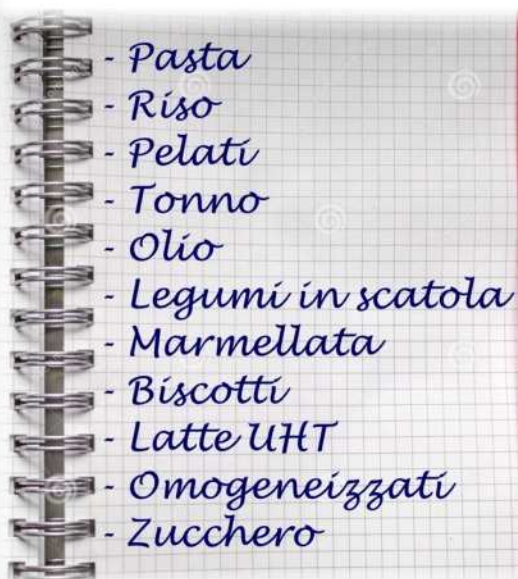 - Pasta
- Riso
- Pelati
- Tonno
- Olio
- Legumi in scatola
- Marmellata
- Biscotti
- Latte UHT
- Omogeneizzati
- Zucchero